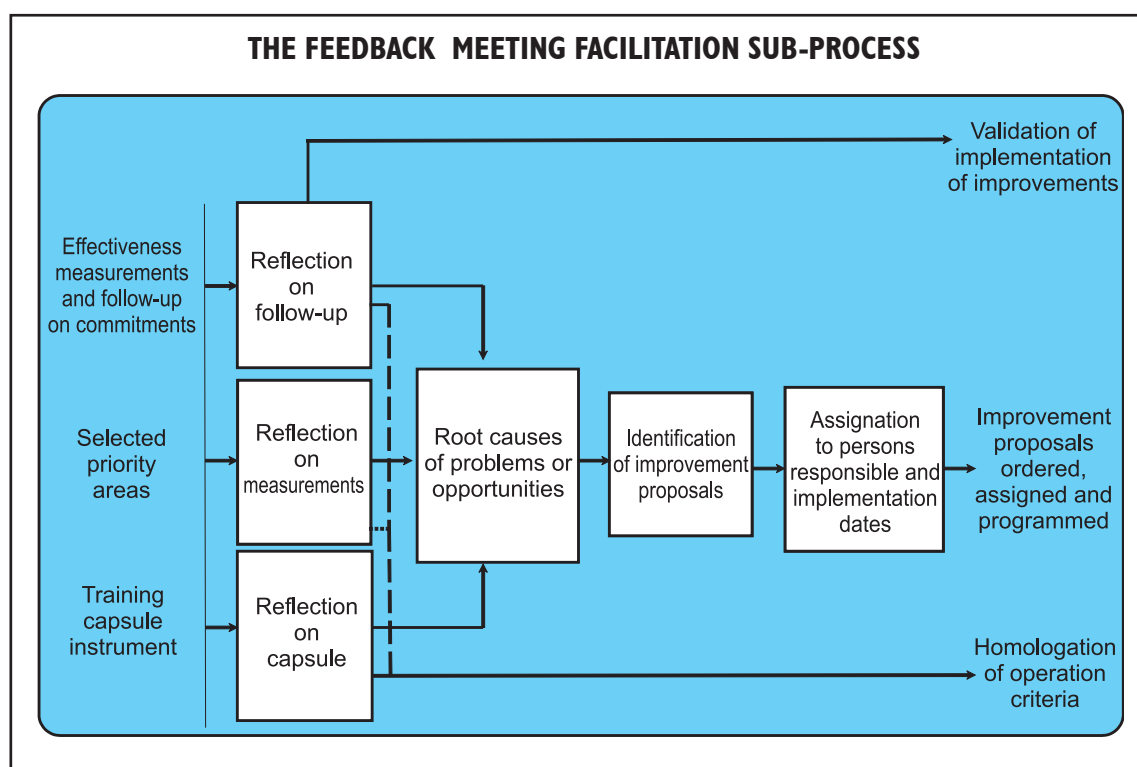 THE FEEDBACK MEETING FACILITATION SUB-PROCESS
Validation of
implementation
of improvements
Effectiveness
measurements
and follow-up
on commitments
Reflection
on
follow-up
Selected
priority
areas
Reflection
on
measurements
Root causes
of problems or
opportunities
Identification
of improvement
proposals
Assignation
to persons
responsible and
implementation
dates
Improvement
proposals
ordered,
assigned and
programmed
Training
capsule
instrument
Reflection
on
capsule
Homologation
of operation
criteria